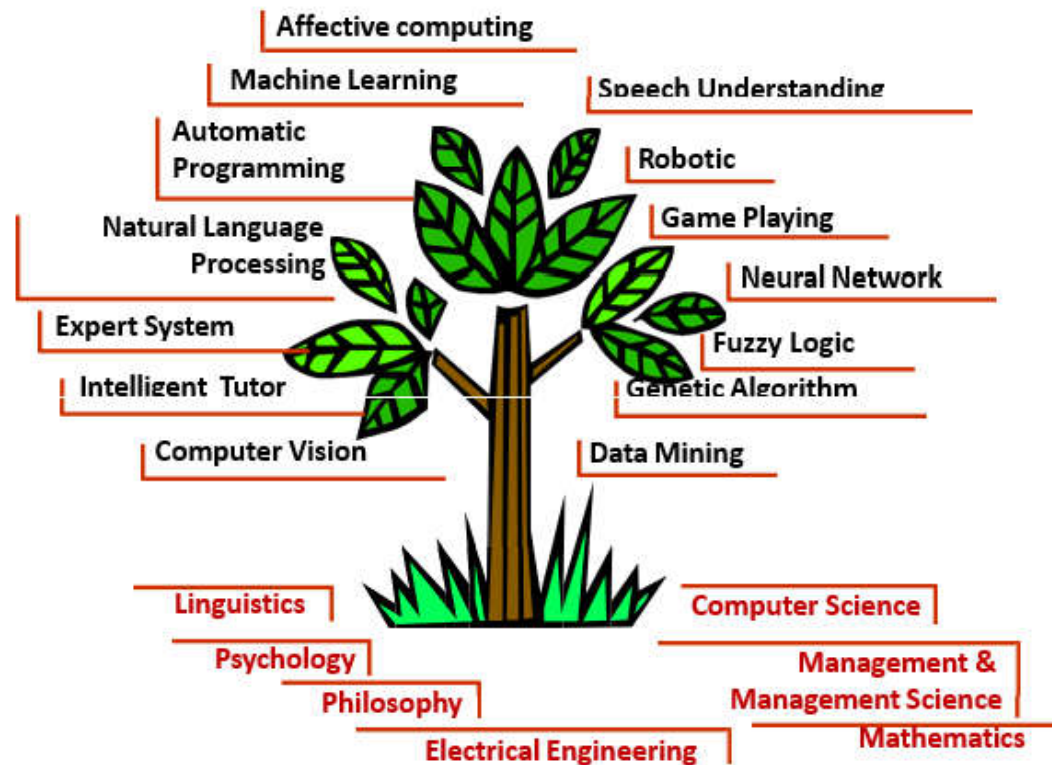 Affective computing
Machine Learning
Speech Understanding
Automatic
Programming
Robotic
Natural Language
Processing
Game Playing
Neural Network
Expert System
Fuzzy Logic
Intelligent Tutor
Genetic Algorithm
Computer Vision
Data Mining
Linguistics
Computer Science
Psychology
Management &
Management Science
Philosophy
Mathematics
Electrical Engineering